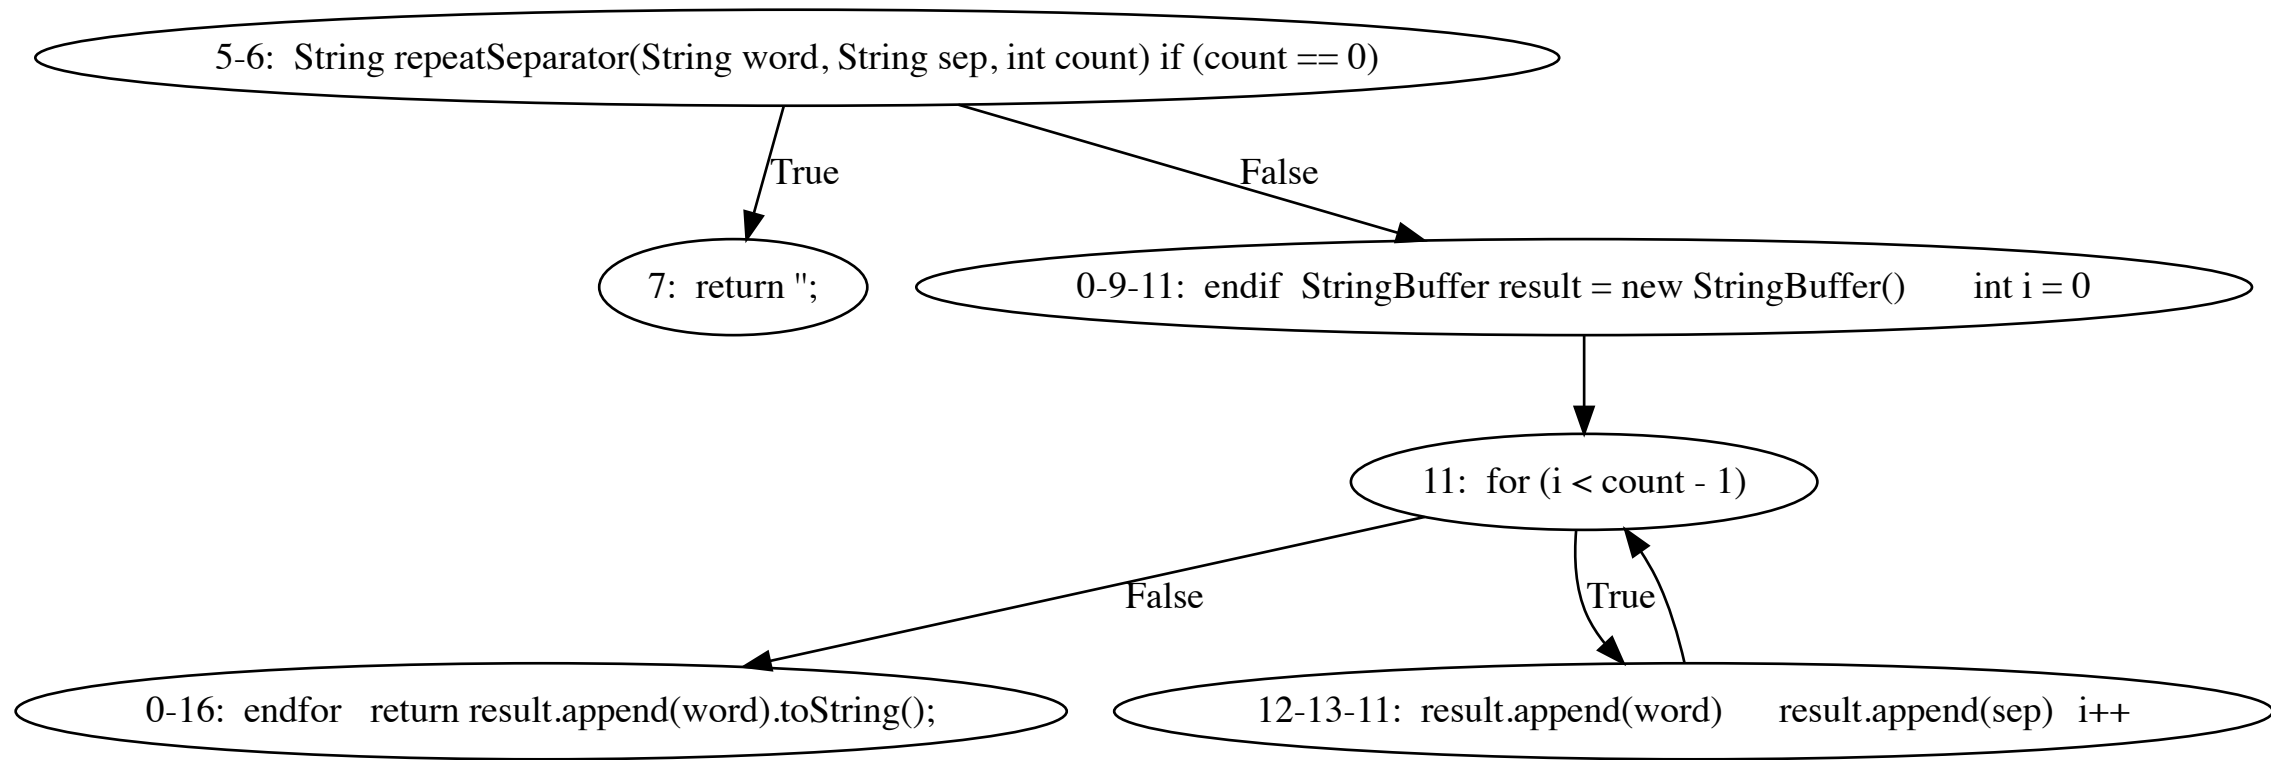 5-6:  String repeatSeparator(String word, String sep, int count) if (count == 0)
True
False
7:  return '';
0-9-11:  endif  StringBuffer result = new StringBuffer()       int i = 0
11:  for (i < count - 1)
False
True
0-16:  endfor   return result.append(word).toString();
12-13-11:  result.append(word)      result.append(sep)   i++